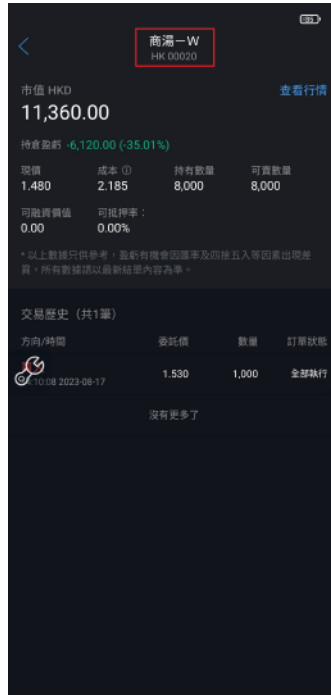 35
商湯－W
HK 00020
市值 HKD
查看行情
11,360.00
持倉盈虧 -6,120.00 (-35.01%)
現價 成本 ⓘ 持有數量 可賣數量
1.480 2.185 8,000 8,000
可融資價值 可抵押率：
0.00 0.00%
*以上數據只供參考，盈虧有機會因匯率及四捨五入等因素出現差
異，所有數據請以最新結單內容為準。
交易歷史（共1筆）
方向/時間 委託價 數量 訂單狀態
10:08 2023-08-17 1.530 1,000 全部執行
沒有更多了